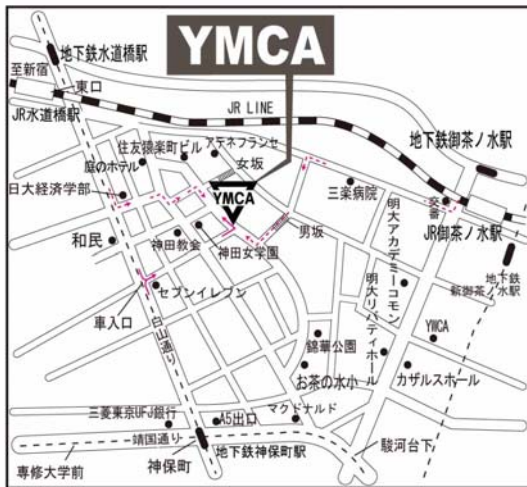 YMCA
地下鉄水道橋駅
至新宿
東口
JR水道橋駅
JR LINE
地下鉄御茶ノ水駅
住友猿楽町ビル
アテネフランセ
庭のホテル
女坂
日大経済学部
YMCA
三楽病院
交番
JR御茶ノ水駅
和民
神田教会
神田女学園
男坂
明大アカデミーコモン
地下鉄
新御茶ノ水駅
車入口
セブンイレブン
明大リバティホール
白山通り
錦華公園
YMCA
お茶の水小
カザルスホール
三菱東京UFJ銀行
A5出口
マクドナルド
靖国通り
駿河台下
専修大学前
神保町
地下鉄神保町駅